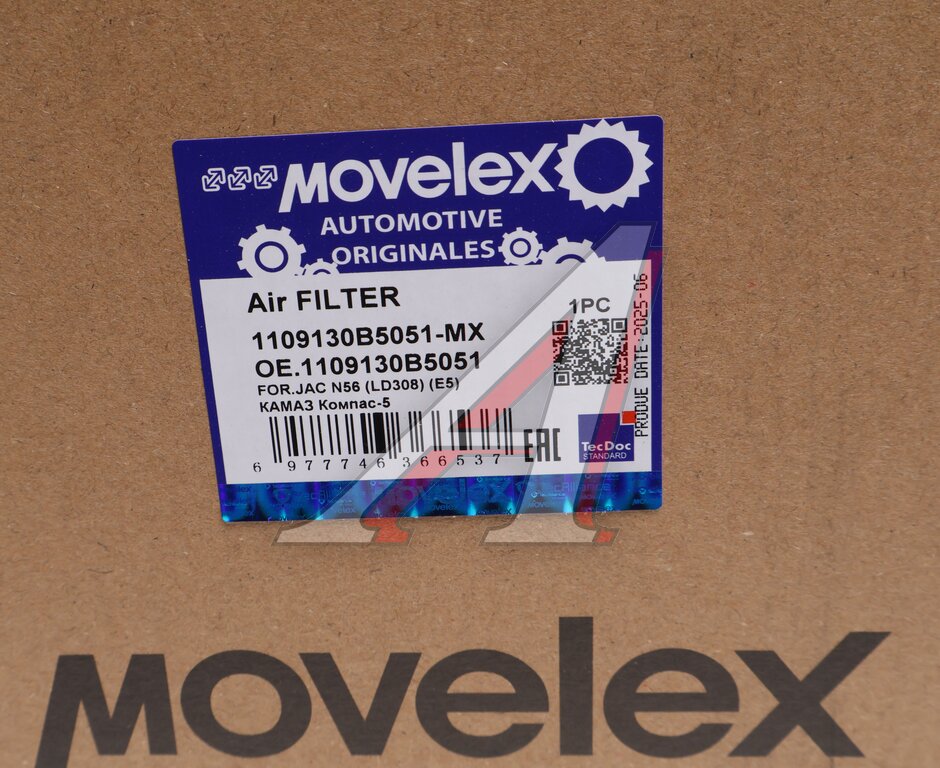 MOVelex
AUTOMOTIVE
ORIGINALES
Air FILTER
1PC
1109130B5051-MX
OE.1109130B5051
FOR.JAC N56 (LD308) (E5)
КАМАЗ Компас-5
6 977746 366537
EAC
TecDoc
STANDARD
PRODUE DATE:2025-06
MOVelex